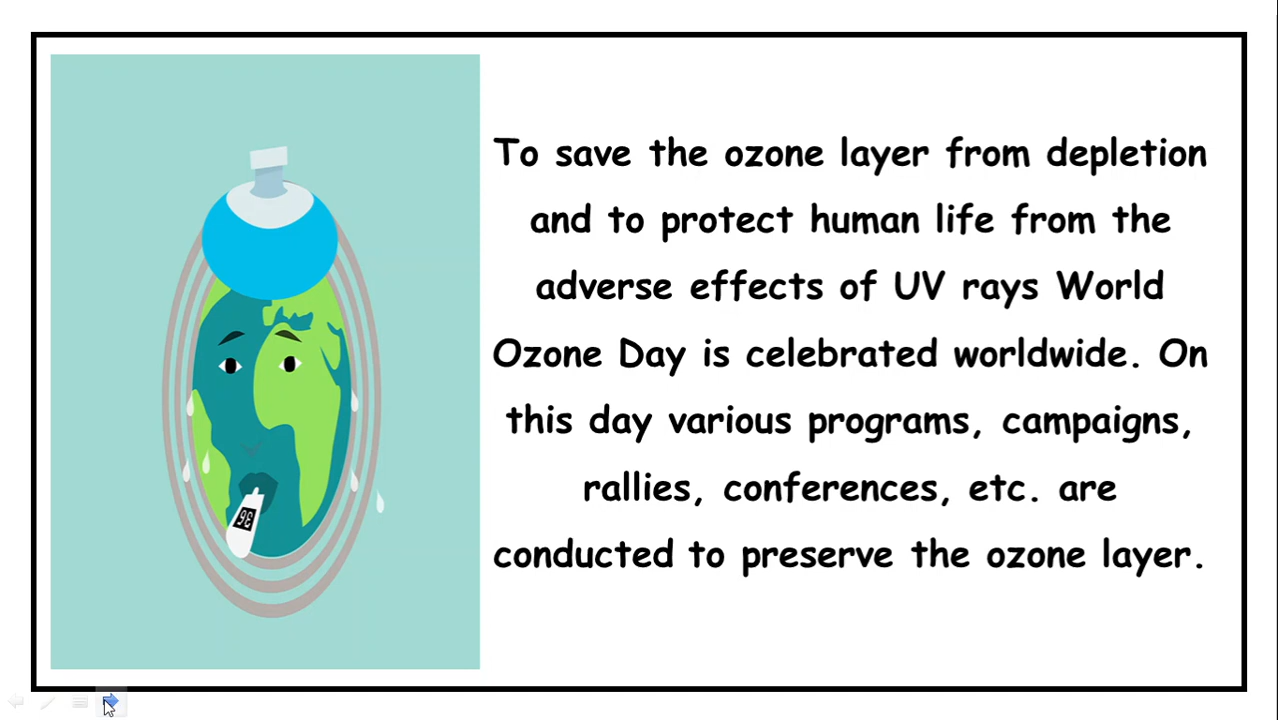 To save the ozone layer from depletion
and to protect human life from the
adverse effects of UV rays World
Ozone Day is celebrated worldwide. On
this day various programs, campaigns,
rallies, conferences, etc. are
conducted to preserve the ozone layer.
36